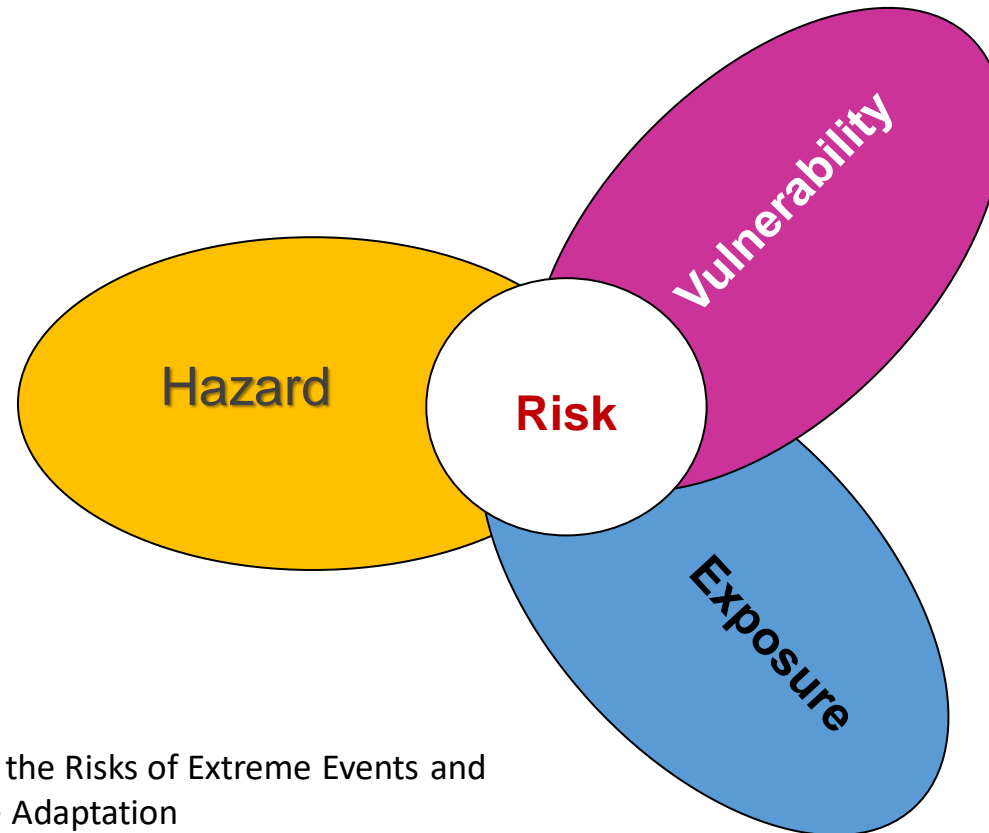 Vulnerability
Hazard
Risk
Exposure
the Risks of Extreme Events and
Adaptation